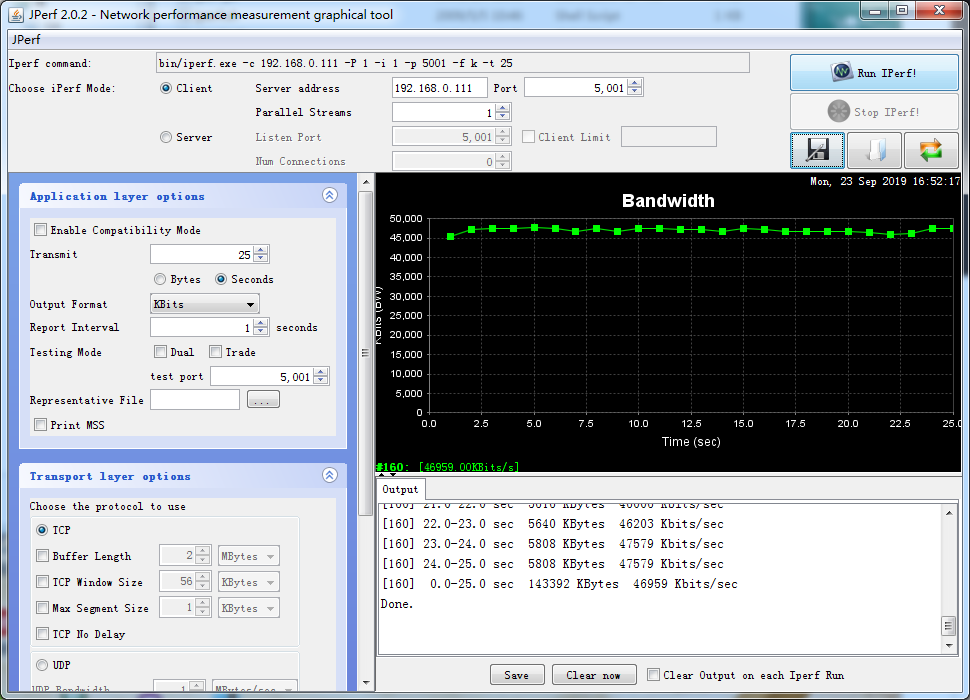 JPerf 2.0.2 - Network performance measurement graphical tool
JPerf
Iperf command: bin/iperf.exe -c 192.168.0.111 -P 1 -i 1 -p 5001 -f k -t 25
Choose iPerf Mode: Client Server address 192.168.0.111 Port 5,001
Parallel Streams 1
Server Listen Port 5,001 Client Limit
Num Connections 0
Run IPerf!
Stop IPerf!
Application layer options
Enable Compatibility Mode
Transmit 25
Bytes Seconds
Output Format KBits
Report Interval 1 seconds
Testing Mode Dual Trade
test port 5,001
Representative File ...
Print MSS
Transport layer options
Choose the protocol to use
TCP
Buffer Length 2 MBytes
TCP Window Size 56 KBytes
Max Segment Size 1 KBytes
TCP No Delay
UDP
UDP Bandwidth 1 MBytes/sec
Mon, 23 Sep 2019 16:52:17
Bandwidth
50,000
45,000
40,000
35,000
30,000
25,000
20,000
15,000
10,000
5,000
0
KBits (BW)
0.0 2.5 5.0 7.5 10.0 12.5 15.0 17.5 20.0 22.5 25.0
Time (sec)
#160: [46959.00KBits/s]
Output
[160] 21.0-22.0 sec
[160] 22.0-23.0 sec 5640 KBytes 46203 Kbits/sec
[160] 23.0-24.0 sec 5808 KBytes 47579 Kbits/sec
[160] 24.0-25.0 sec 5808 KBytes 47579 Kbits/sec
[160] 0.0-25.0 sec 143392 KBytes 46959 Kbits/sec
Done.
Save Clear now Clear Output on each Iperf Run